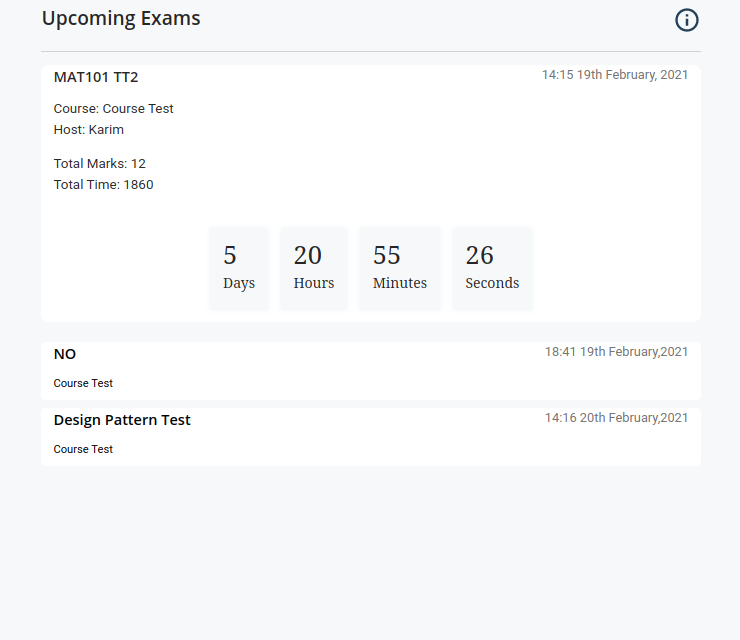 Upcoming Exams
MAT101 TT2
14:15 19th February, 2021
Course: Course Test
Host: Karim
Total Marks: 12
Total Time: 1860
5 20 55 26
Days Hours Minutes Seconds
NO
18:41 19th February,2021
Course Test
Design Pattern Test
14:16 20th February,2021
Course Test